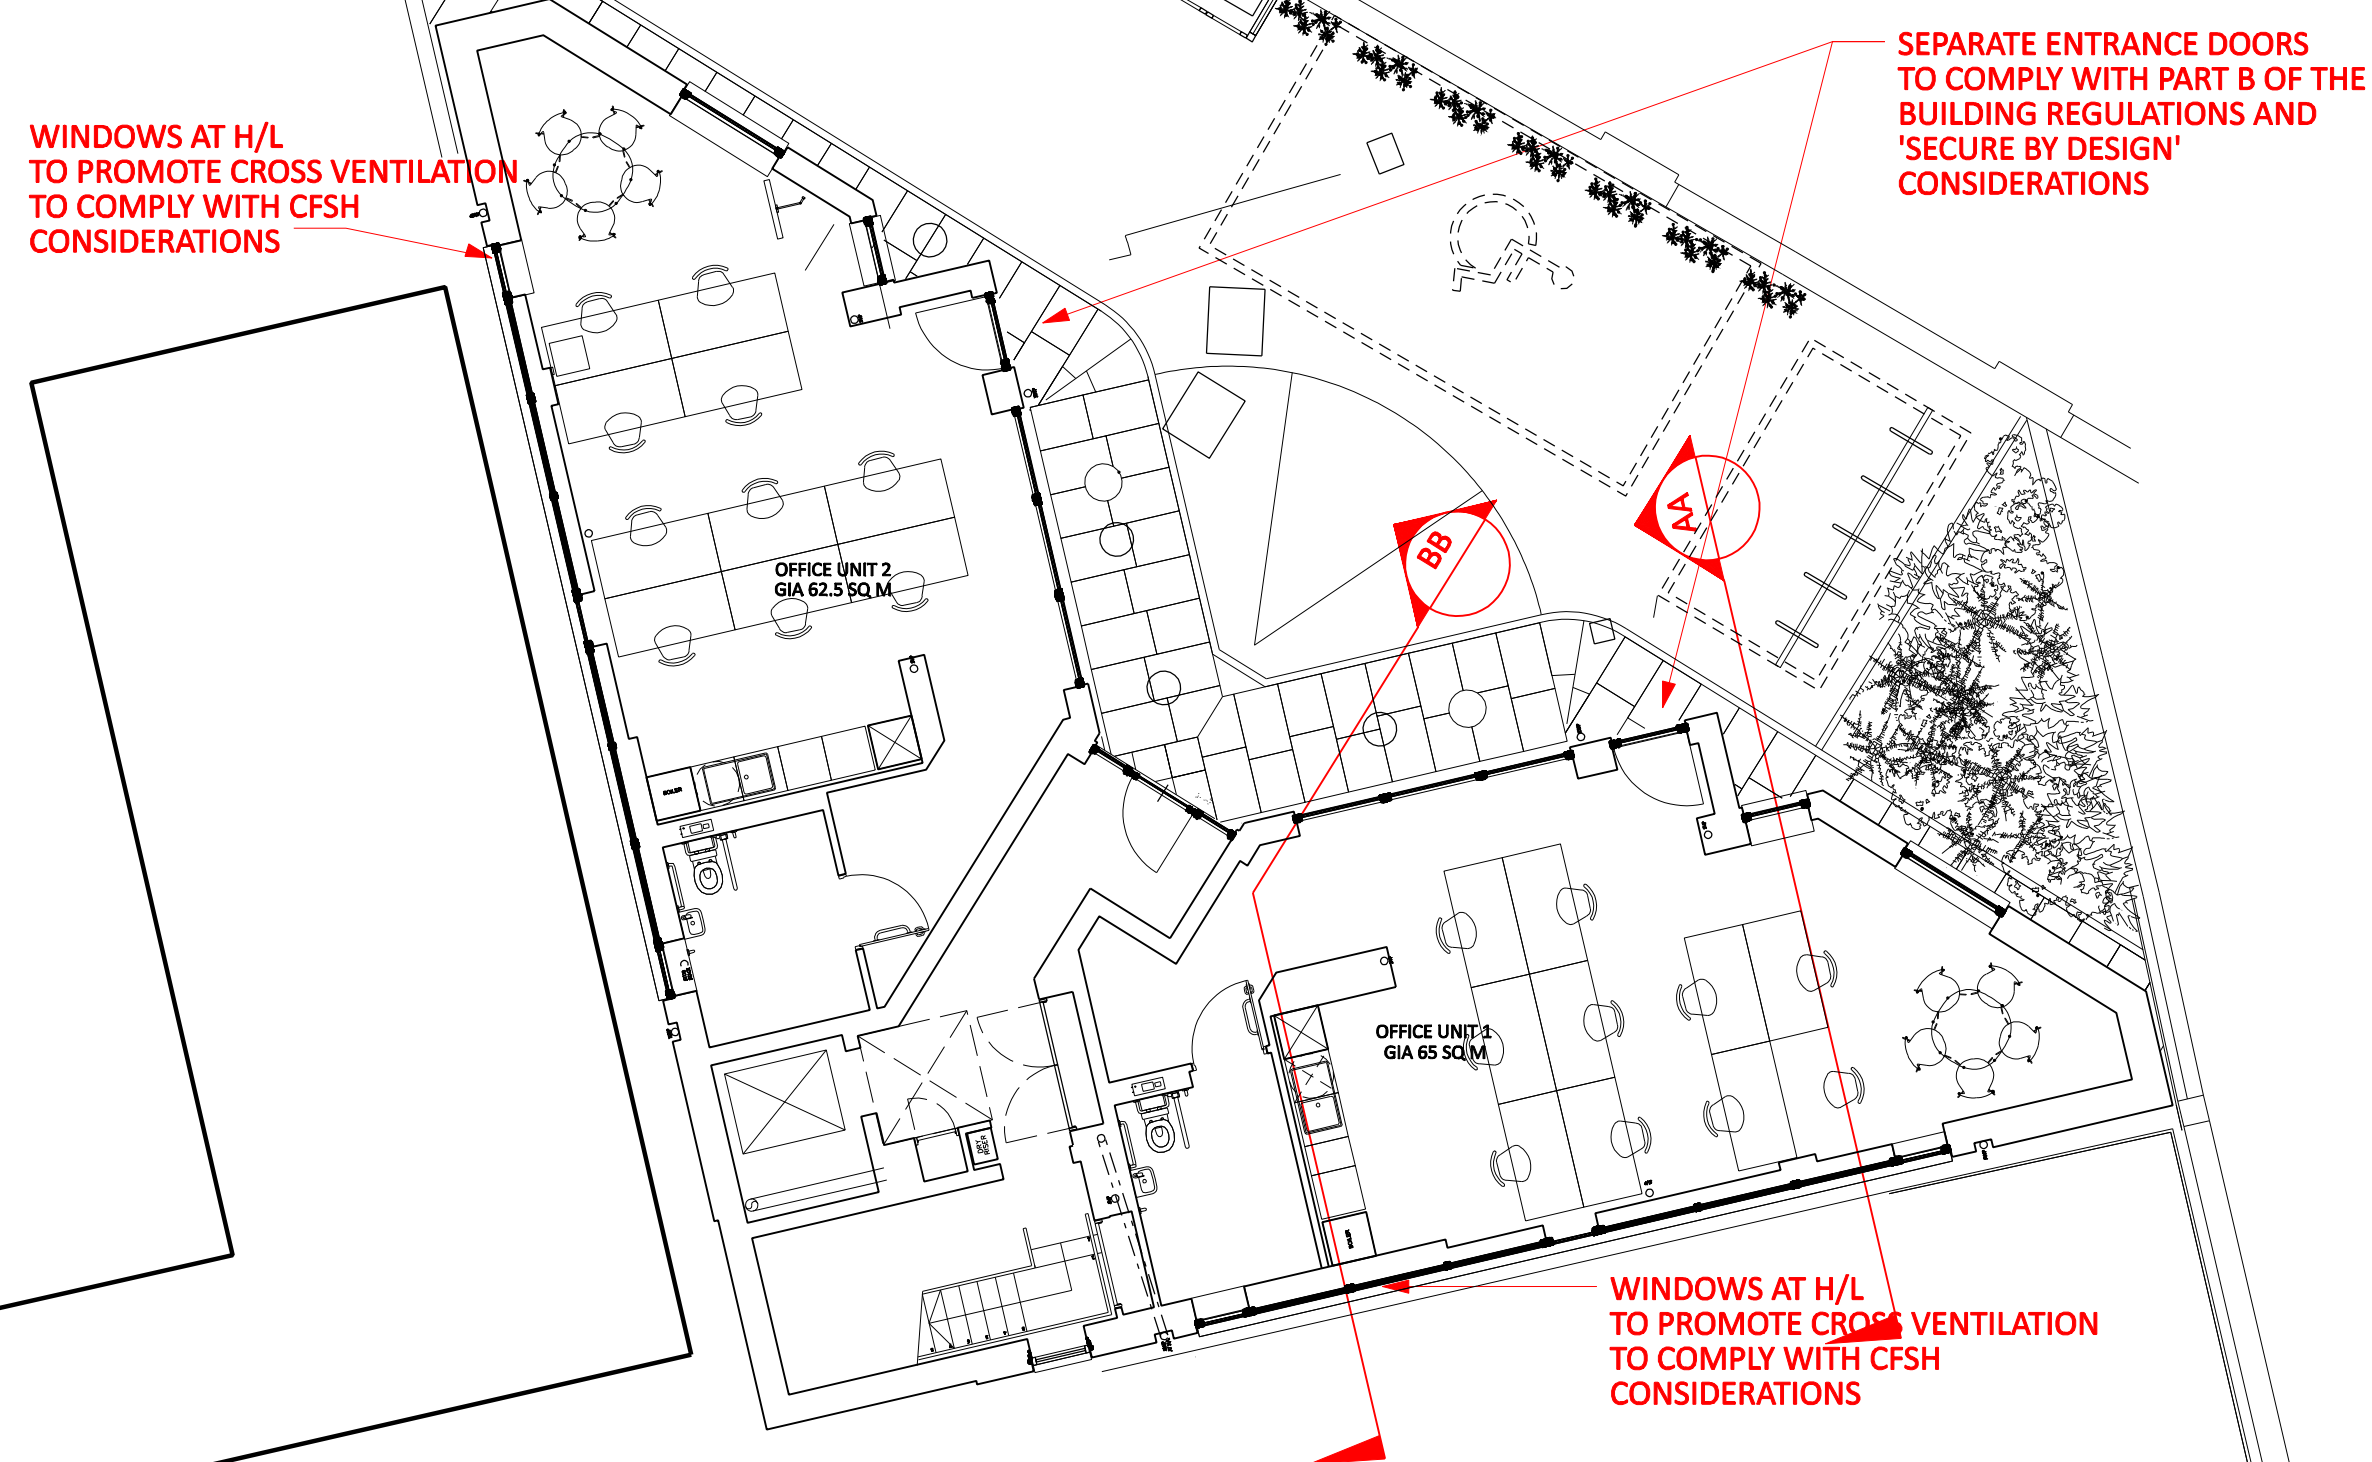 SEPARATE ENTRANCE DOORS
TO COMPLY WITH PART B OF THE
BUILDING REGULATIONS AND
'SECURE BY DESIGN'
CONSIDERATIONS
WINDOWS AT H/L
TO PROMOTE CROSS VENTILATION
TO COMPLY WITH CFSH
CONSIDERATIONS
AA
BB
OFFICE UNIT 2
GIA 62.5 SQ M
BOILER
OFFICE UNIT 1
GIA 65 SQ M
DRY
RISER
BOILER
WINDOWS AT H/L
TO PROMOTE CROSS VENTILATION
TO COMPLY WITH CFSH
CONSIDERATIONS